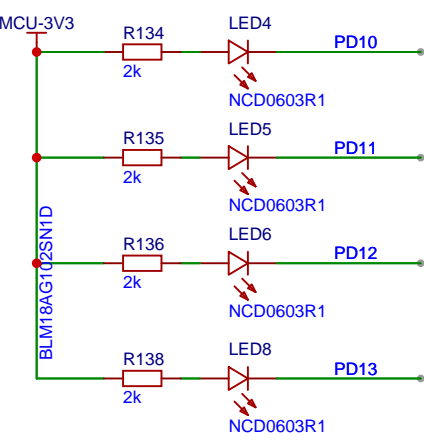 MCU-3V3
R134
2k
LED4
NCD0603R1
PD10
R135
2k
LED5
NCD0603R1
PD11
BLM18AG102SN1D
R136
2k
LED6
NCD0603R1
PD12
R138
2k
LED8
NCD0603R1
PD13